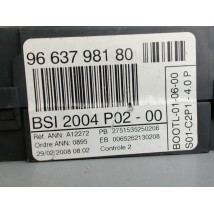 96 637 981 80
BSI 2004 P02 - 00
Réf. ANN: A12272 PB 2751535250208
Ordre ANN: 0895 EB 0065262130208
29/02/2008 08:02 Controle 2
BOOTL-01-06-00
S01-C2P1 - 4.0 P